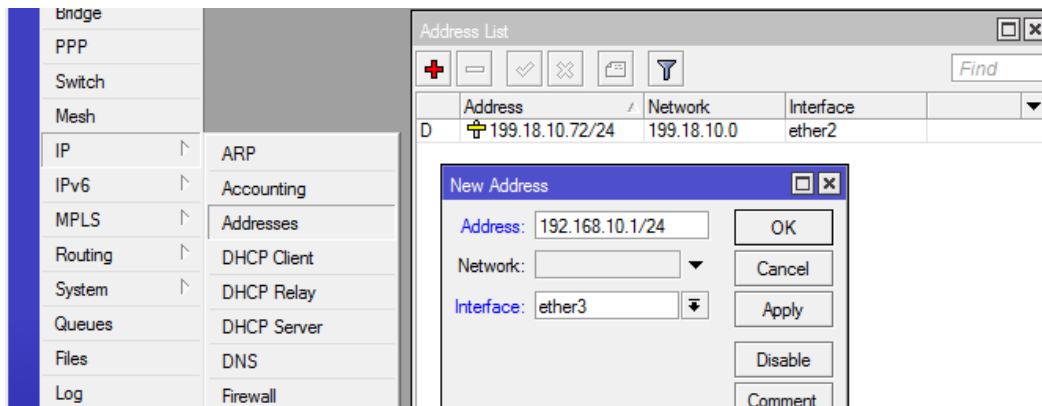 Bridge
PPP
Switch
Mesh
IP
IPv6
MPLS
Routing
System
Queues
Files
Log
ARP
Accounting
Addresses
DHCP Client
DHCP Relay
DHCP Server
DNS
Firewall
Address List
Find
Address Network Interface
D 199.18.10.72/24 199.18.10.0 ether2
New Address
Address: 192.168.10.1/24
Network:
Interface: ether3
OK
Cancel
Apply
Disable
Comment